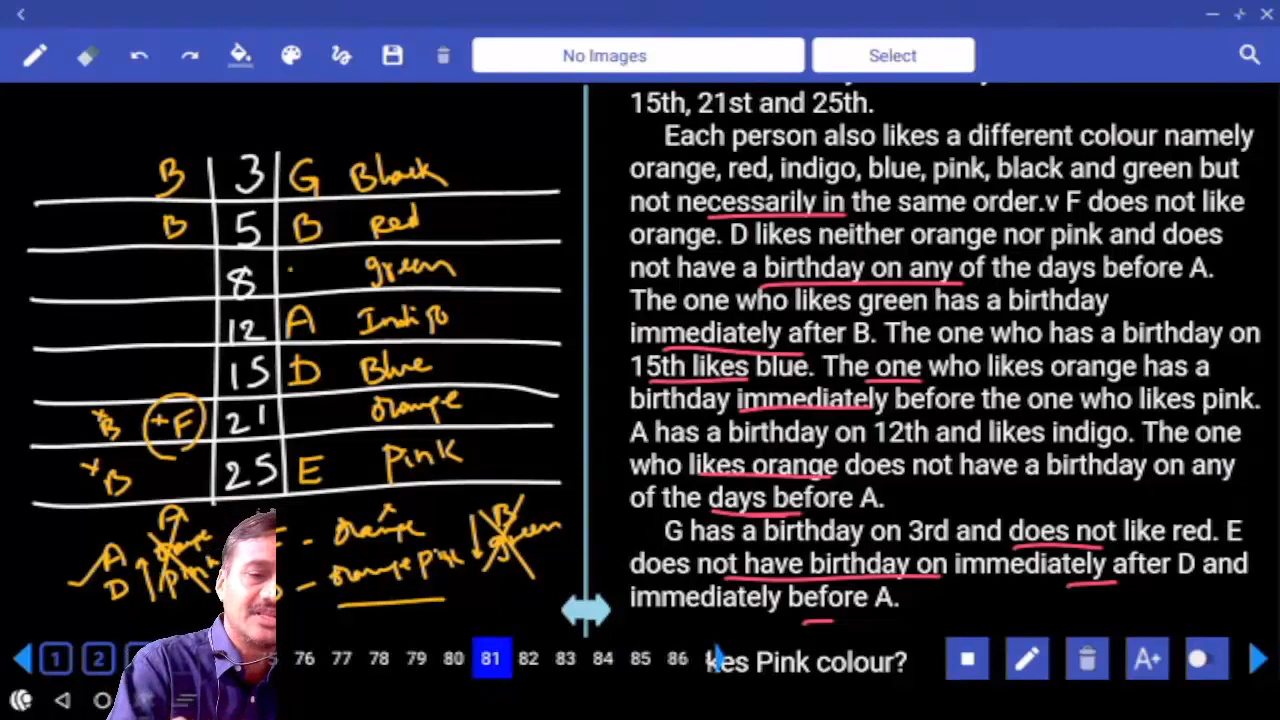 No Images
Select
15th, 21st and 25th.
Each person also likes a different colour namely
orange, red, indigo, blue, pink, black and green but
not necessarily in the same order.v F does not like
orange. D likes neither orange nor pink and does
not have a birthday on any of the days before A.
The one who likes green has a birthday
immediately after B. The one who has a birthday on
15th likes blue. The one who likes orange has a
birthday immediately before the one who likes pink.
A has a birthday on 12th and likes indigo. The one
who likes orange does not have a birthday on any
of the days before A.
G has a birthday on 3rd and does not like red. E
does not have birthday on immediately after D and
immediately before A.
kes Pink colour?
B 3 G Black
B 5 B Red
8 green
12 A Indigo
15 D Blue
B + F 21 orange
B 25 E Pink
A
orange
Pink
A
D
- orange
- orange pink
B
green
1 2 76 77 78 79 80 81 82 83 84 85 86
A+